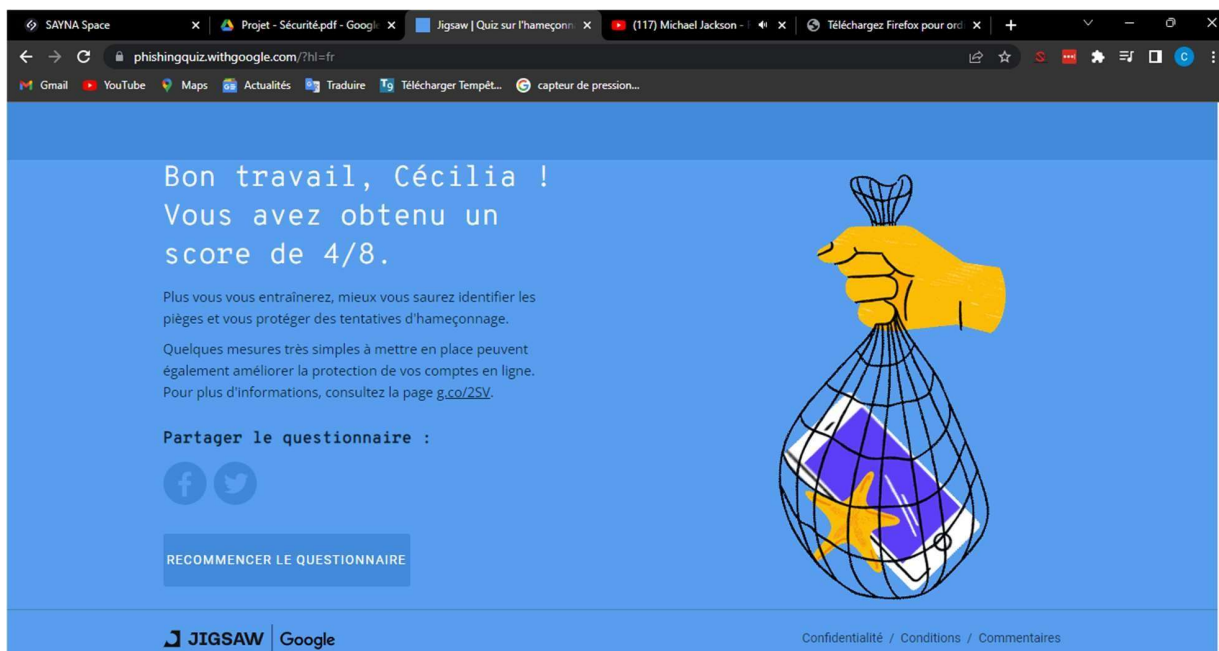 SAYNA Space
Projet - Sécurité.pdf - Googl
Jigsaw | Quiz sur l'hameçonn
(117) Michael Jackson -
Téléchargez Firefox pour ord
phishingquiz.withgoogle.com/?hl=fr
S
C
Gmail
YouTube
Maps
Actualités
Traduire
Télécharger Tempêt...
capteur de pression...
Bon travail, Cécilia !
Vous avez obtenu un
score de 4/8.
Plus vous vous entraînerez, mieux vous saurez identifier les
pièges et vous protéger des tentatives d'hameçonnage.
Quelques mesures très simples à mettre en place peuvent
également améliorer la protection de vos comptes en ligne.
Pour plus d'informations, consultez la page g.co/2SV.
Partager le questionnaire :
RECOMMENCER LE QUESTIONNAIRE
JIGSAW | Google
Confidentialité / Conditions / Commentaires